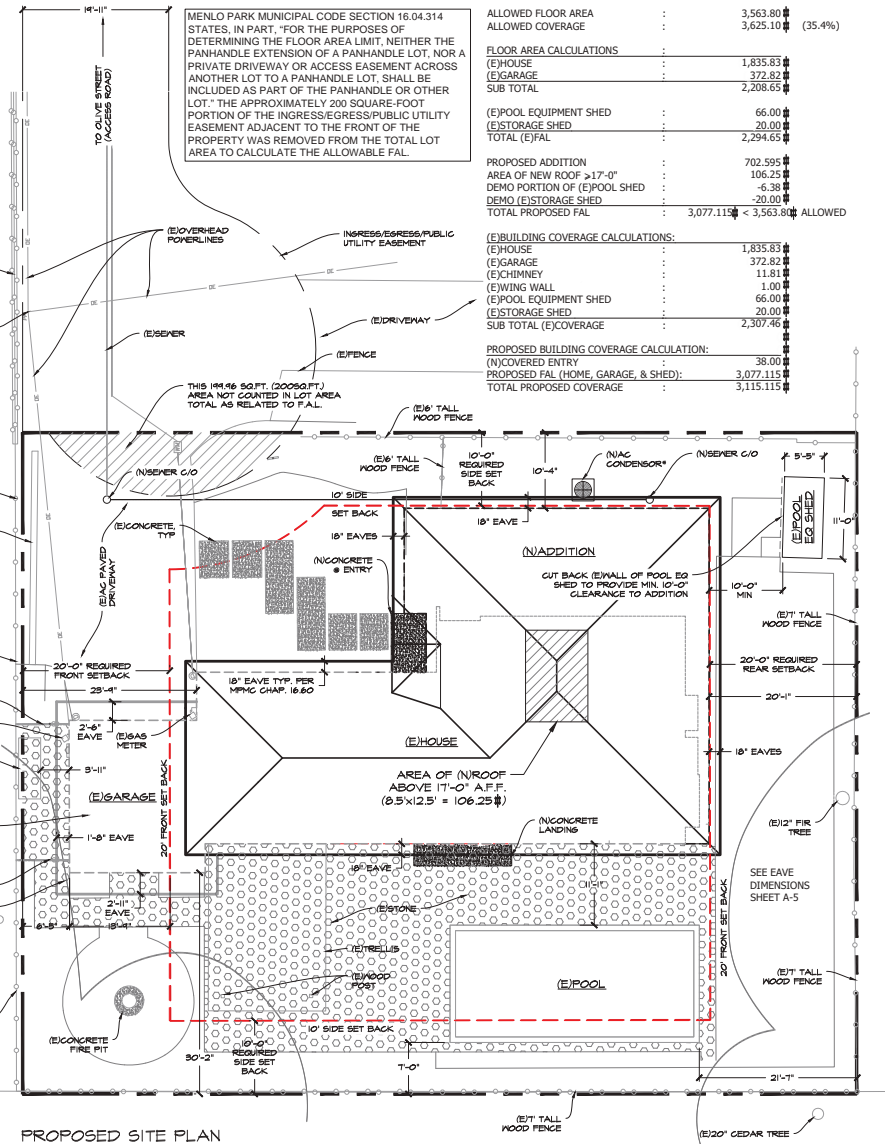 19'-11"
TO OLIVE STREET
(ACCESS ROAD)
MENLO PARK MUNICIPAL CODE SECTION 16.04.314
STATES, IN PART, "FOR THE PURPOSES OF
DETERMINING THE FLOOR AREA LIMIT, NEITHER THE
PANHANDLE EXTENSION OF A PANHANDLE LOT, NOR A
PRIVATE DRIVEWAY OR ACCESS EASEMENT ACROSS
ANOTHER LOT TO A PANHANDLE LOT, SHALL BE
INCLUDED AS PART OF THE PANHANDLE OR OTHER
LOT." THE APPROXIMATELY 200 SQUARE-FOOT
PORTION OF THE INGRESS/EGRESS/PUBLIC UTILITY
EASEMENT ADJACENT TO THE FRONT OF THE
PROPERTY WAS REMOVED FROM THE TOTAL LOT
AREA TO CALCULATE THE ALLOWABLE FAL.
ALLOWED FLOOR AREA : 3,563.80
ALLOWED COVERAGE : 3,625.10 (35.4%)
FLOOR AREA CALCULATIONS :
(E)HOUSE : 1,835.83
(E)GARAGE : 372.82
SUB TOTAL : 2,208.65
(E)POOL EQUIPMENT SHED : 66.00
(E)STORAGE SHED : 20.00
TOTAL (E)FAL : 2,294.65
PROPOSED ADDITION : 702.595
AREA OF NEW ROOF ≥17'-0" : 106.25
DEMO PORTION OF (E)POOL SHED : -6.38
DEMO (E)STORAGE SHED : -20.00
TOTAL PROPOSED FAL : 3,077.115 < 3,563.80 ALLOWED
(E)BUILDING COVERAGE CALCULATIONS:
(E)HOUSE : 1,835.83
(E)GARAGE : 372.82
(E)CHIMNEY : 11.81
(E)WING WALL : 1.00
(E)POOL EQUIPMENT SHED : 66.00
(E)STORAGE SHED : 20.00
SUB TOTAL (E)COVERAGE : 2,307.46
PROPOSED BUILDING COVERAGE CALCULATION:
(N)COVERED ENTRY : 38.00
PROPOSED FAL (HOME, GARAGE, & SHED): 3,077.115
TOTAL PROPOSED COVERAGE : 3,115.115
(E)OVERHEAD
POWERLINES
INGRESS/EGRESS/PUBLIC
UTILITY EASEMENT
OE
OE
OE
(E)DRIVEWAY
(E)SEWER
(E)FENCE
THIS 199.96 SQ.FT. (200SQ.FT.)
AREA NOT COUNTED IN LOT AREA
TOTAL AS RELATED TO F.A.L.
(E)6' TALL
WOOD FENCE
(E)6' TALL
WOOD FENCE
10'-0"
REQUIRED
SIDE SET
BACK
10'-4"
(N)AC
CONDENSOR*
(N)SEWER C/O
5'-5"
(N)SEWER C/O
10' SIDE
SET BACK
18" EAVE
18" EAVES
(E)CONCRETE,
TYP
(N)CONCRETE
@ ENTRY
(N)ADDITION
(E)POOL
EQ SHED
11'-0"
CUT BACK (E)WALL OF POOL EQ
SHED TO PROVIDE MIN. 10'-0"
CLEARANCE TO ADDITION
10'-0"
MIN
(E)AC PAVED
DRIVEWAY
(E)7' TALL
WOOD FENCE
20'-0" REQUIRED
FRONT SETBACK
23'-9"
18" EAVE TYP. PER
MPMC CHAP. 16.60
20'-0" REQUIRED
REAR SETBACK
20'-1"
2'-6"
EAVE
(E)GAS
METER
(E)HOUSE
18" EAVES
3'-11"
(E)GARAGE
20' FRONT SET BACK
AREA OF (N)ROOF
ABOVE 17'-0" A.F.F.
(8.5'x12.5' = 106.25)
(N)CONCRETE
LANDING
1'-8" EAVE
(E)12" FIR
TREE
18" EAVE
11'-1"
SEE EAVE
DIMENSIONS
SHEET A-5
2'-11"
EAVE
8'-5"
15'-9"
(E)STONE
20' FRONT SET BACK
(E)TRELLIS
(E)WOOD
POST
(E)POOL
(E)7' TALL
WOOD FENCE
(E)CONCRETE
FIRE PIT
10' SIDE SET BACK
30'-2"
10'-0"
REQUIRED
SIDE SET
BACK
7'-0"
21'-7"
(E)7' TALL
WOOD FENCE
(E)20" CEDAR TREE
PROPOSED SITE PLAN